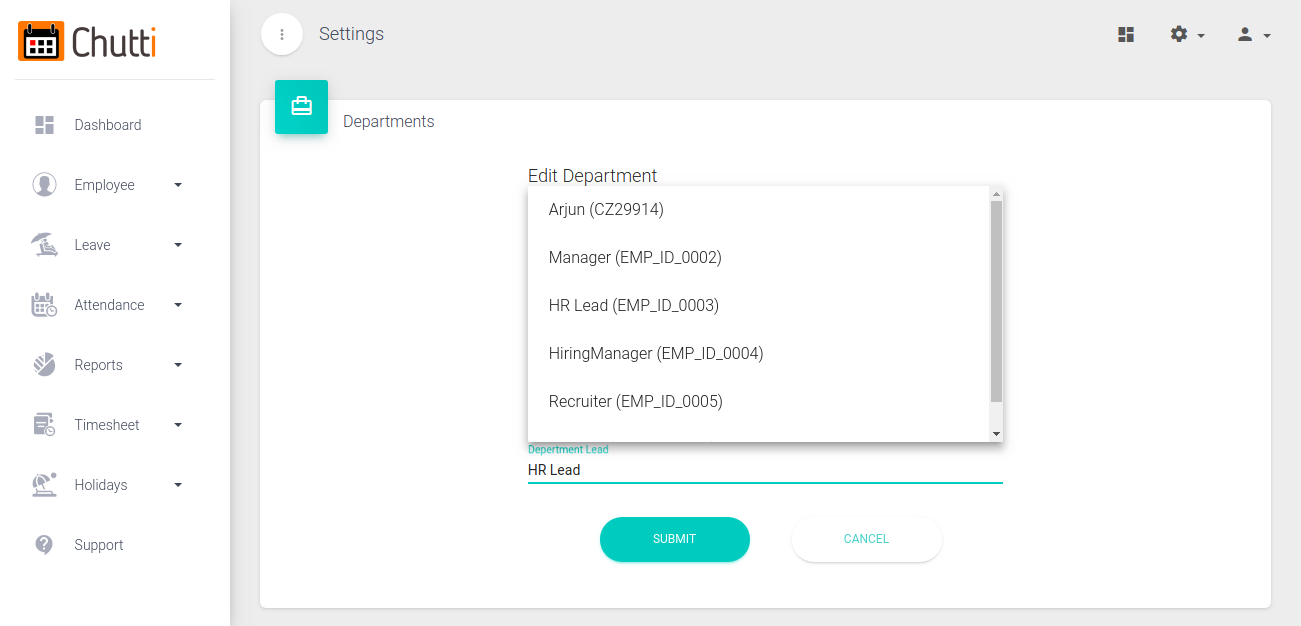 Chutti
Settings
Dashboard
Employee
Leave
Attendance
Reports
Timesheet
Holidays
Support
Departments
Edit Department
Arjun (CZ29914)
Manager (EMP_ID_0002)
HR Lead (EMP_ID_0003)
HiringManager (EMP_ID_0004)
Recruiter (EMP_ID_0005)
Depertment Lead
HR Lead
SUBMIT
CANCEL